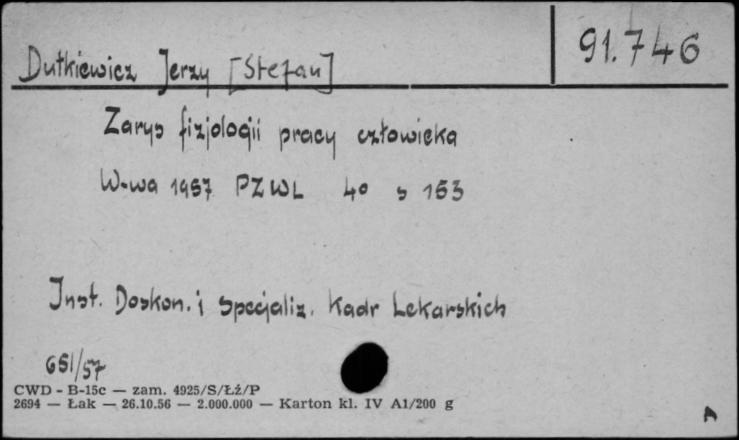 91.746
Dutkiewicz Jerzy [Stefan]
Zarys fizjologii pracy człowieka
W-wa 1957 PZWL 4° s 153
Inst. Doskon. i Specjaliz. Kadr Lekarskich
651/57
CWD - B-15c — zam. 4925/S/Łź/P
2694 — Łak — 26.10.56 — 2.000.000 — Karton kl. IV A1/200 g
A